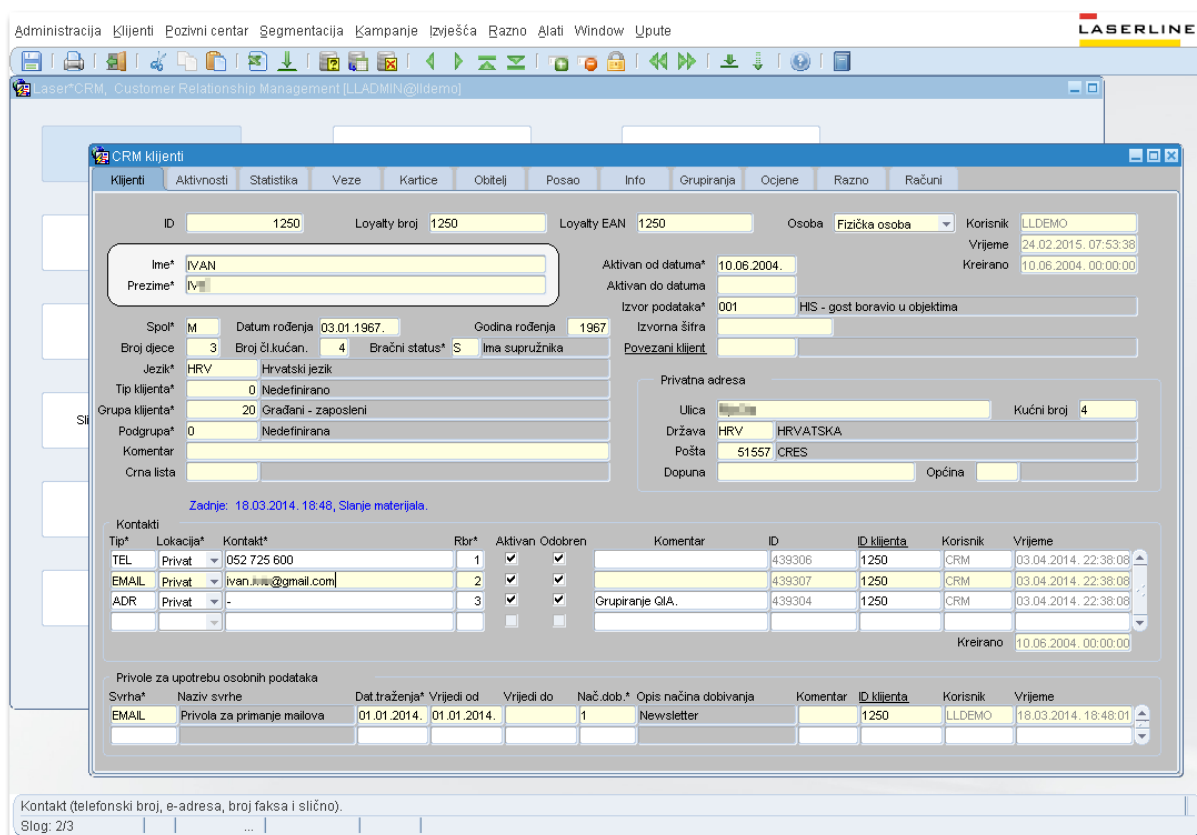 Administracija Klijenti Pozivni centar Segmentacija Kampanje Izvješća Razno Alati Window Upute
LASERLINE
Laser*CRM, Customer Relationship Management [LLADMIN@lldemo]
CRM klijenti
Klijenti Aktivnosti Statistika Veze Kartice Obitelj Posao Info Grupiranja Ocjene Razno Računi
ID 1250 Loyalty broj 1250 Loyalty EAN 1250 Osoba Fizička osoba Korisnik LLDEMO
Vrijeme 24.02.2015. 07:53:38
Ime* IVAN Aktivan od datuma* 10.06.2004. Kreirano 10.06.2004. 00:00:00
Prezime* Aktivan do datuma
Izvor podataka* 001 HIS - gost boravio u objektima
Spol* M Datum rođenja 03.01.1967. Godina rođenja 1967 Izvorna šifra
Broj djece 3 Broj čl.kućan. 4 Bračni status* S Ima supružnika Povezani klijent
Jezik* HRV Hrvatski jezik
Tip klijenta* 0 Nedefinirano Privatna adresa
Grupa klijenta* 20 Građani - zaposleni Ulica Kućni broj 4
Podgrupa* 0 Nedefinirana Država HRV HRVATSKA
Komentar Pošta 51557 CRES
Crna lista Dopuna Općina
Zadnje: 18.03.2014. 18:48, Slanje materijala.
Kontakti
Tip* Lokacija* Kontakt* Rbr* Aktivan Odobren Komentar ID ID klijenta Korisnik Vrijeme
TEL Privat 052 725 600 1 439306 1250 CRM 03.04.2014. 22:38:08
EMAIL Privat ivan. @gmail.com 2 439307 1250 CRM 03.04.2014. 22:38:08
ADR Privat - 3 Grupiranje QIA. 439304 1250 CRM 03.04.2014. 22:38:08
Kreirano 10.06.2004. 00:00:00
Privole za upotrebu osobnih podataka
Svrha* Naziv svrhe Dat.traženja* Vrijedi od Vrijedi do Nač.dob.* Opis načina dobivanja Komentar ID klijenta Korisnik Vrijeme
EMAIL Privola za primanje mailova 01.01.2014. 01.01.2014. 1 Newsletter 1250 LLDEMO 18.03.2014. 18:48:01
Kontakt (telefonski broj, e-adresa, broj faksa i slično).
Slog: 2/3 ...